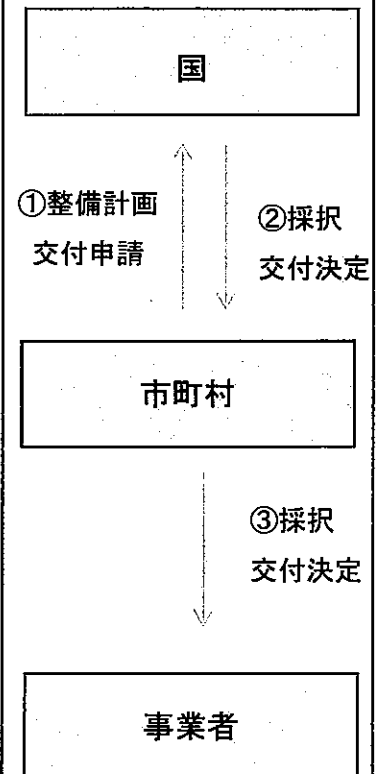 国
①整備計画
交付申請
②採択
交付決定
市町村
③採択
交付決定
事業者